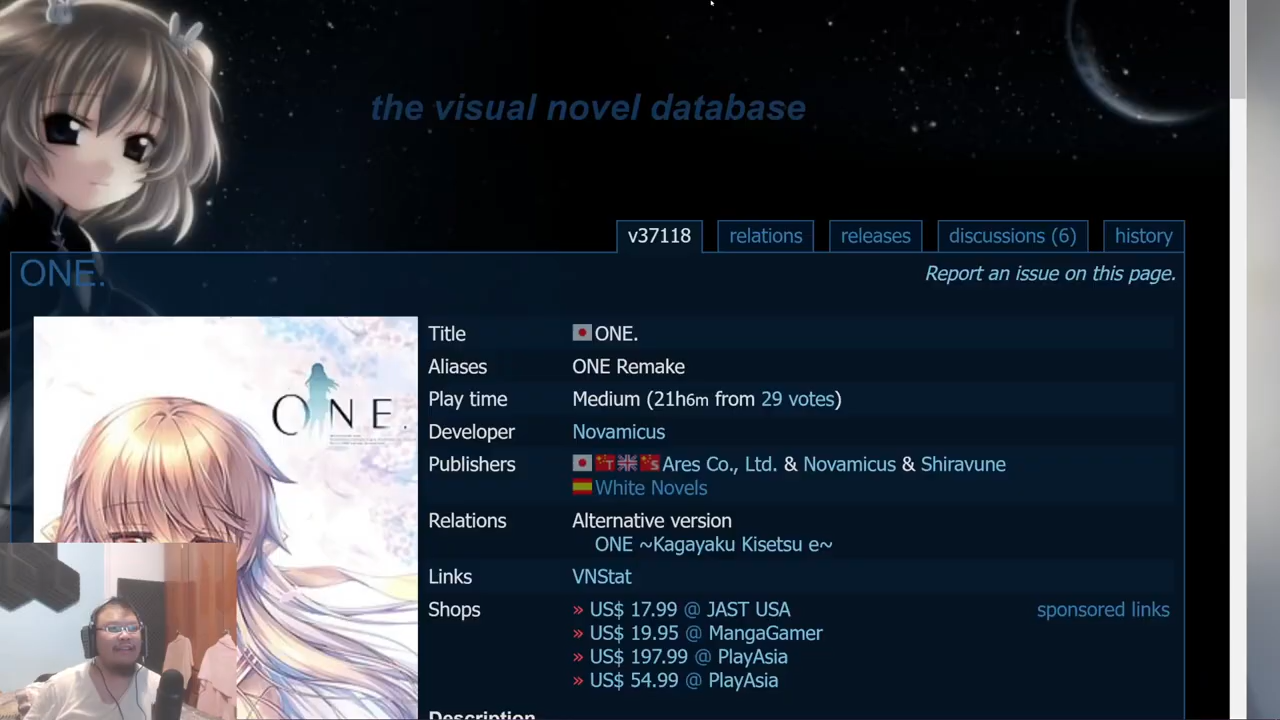 the visual novel database
v37118 relations releases discussions (6) history
ONE.
Report an issue on this page.
ONE.
Title ONE.
Aliases ONE Remake
Play time Medium (21h6m from 29 votes)
Developer Novamicus
Publishers Ares Co., Ltd. & Novamicus & Shiravune
White Novels
Relations Alternative version
ONE ~Kagayaku Kisetsu e~
Links VNStat
Shops » US$ 17.99 @ JAST USA sponsored links
» US$ 19.95 @ MangaGamer
» US$ 197.99 @ PlayAsia
» US$ 54.99 @ PlayAsia
Description